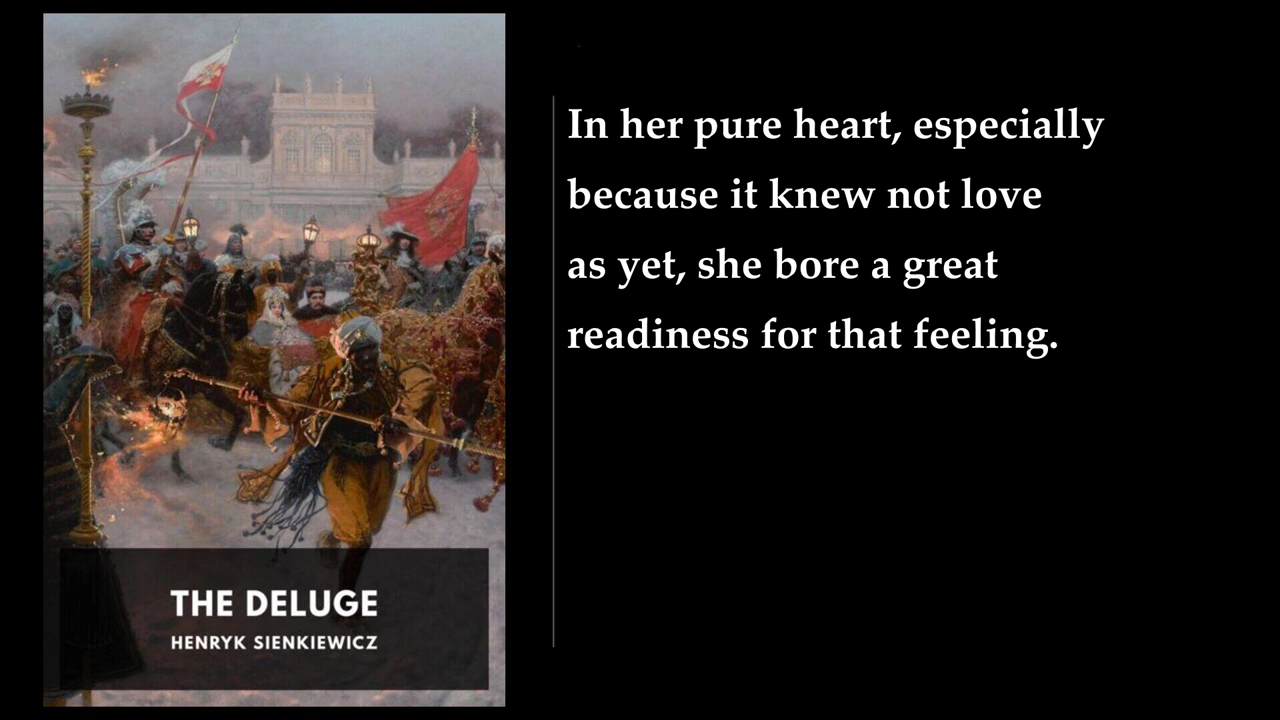 In her pure heart, especially
because it knew not love
as yet, she bore a great
readiness for that feeling.
THE DELUGE
HENRYK SIENKIEWICZ